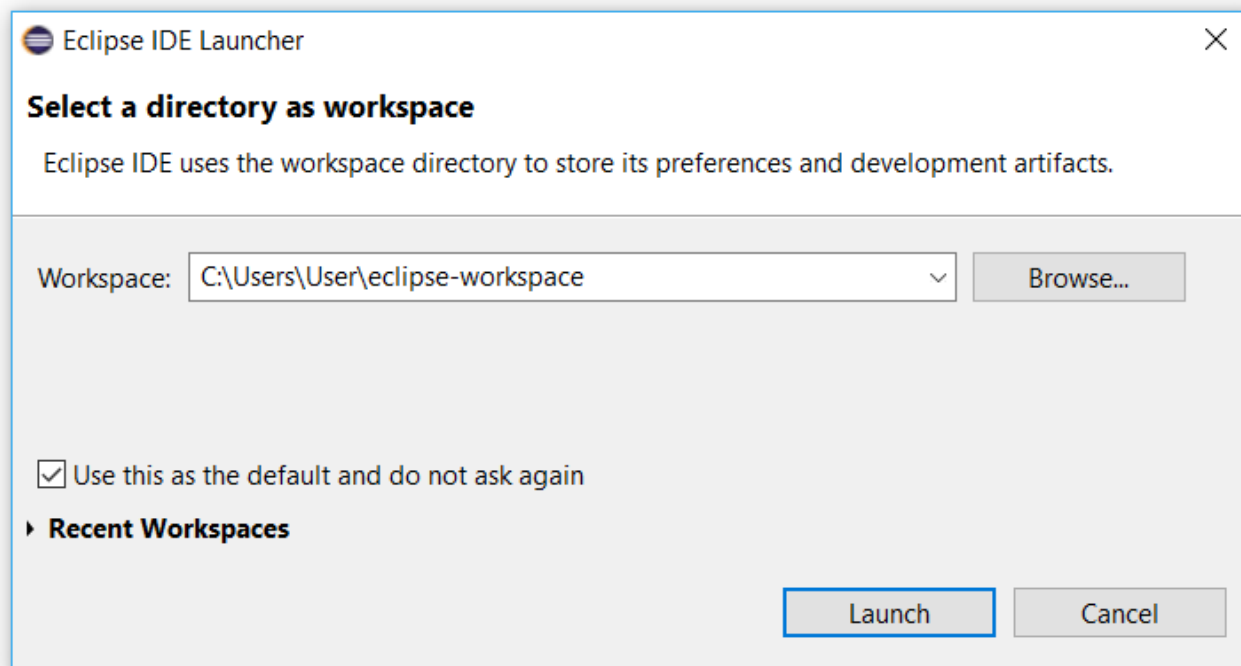 Eclipse IDE Launcher
Select a directory as workspace
Eclipse IDE uses the workspace directory to store its preferences and development artifacts.
Workspace: C:\Users\User\eclipse-workspace Browse...
Use this as the default and do not ask again
Recent Workspaces
Launch Cancel